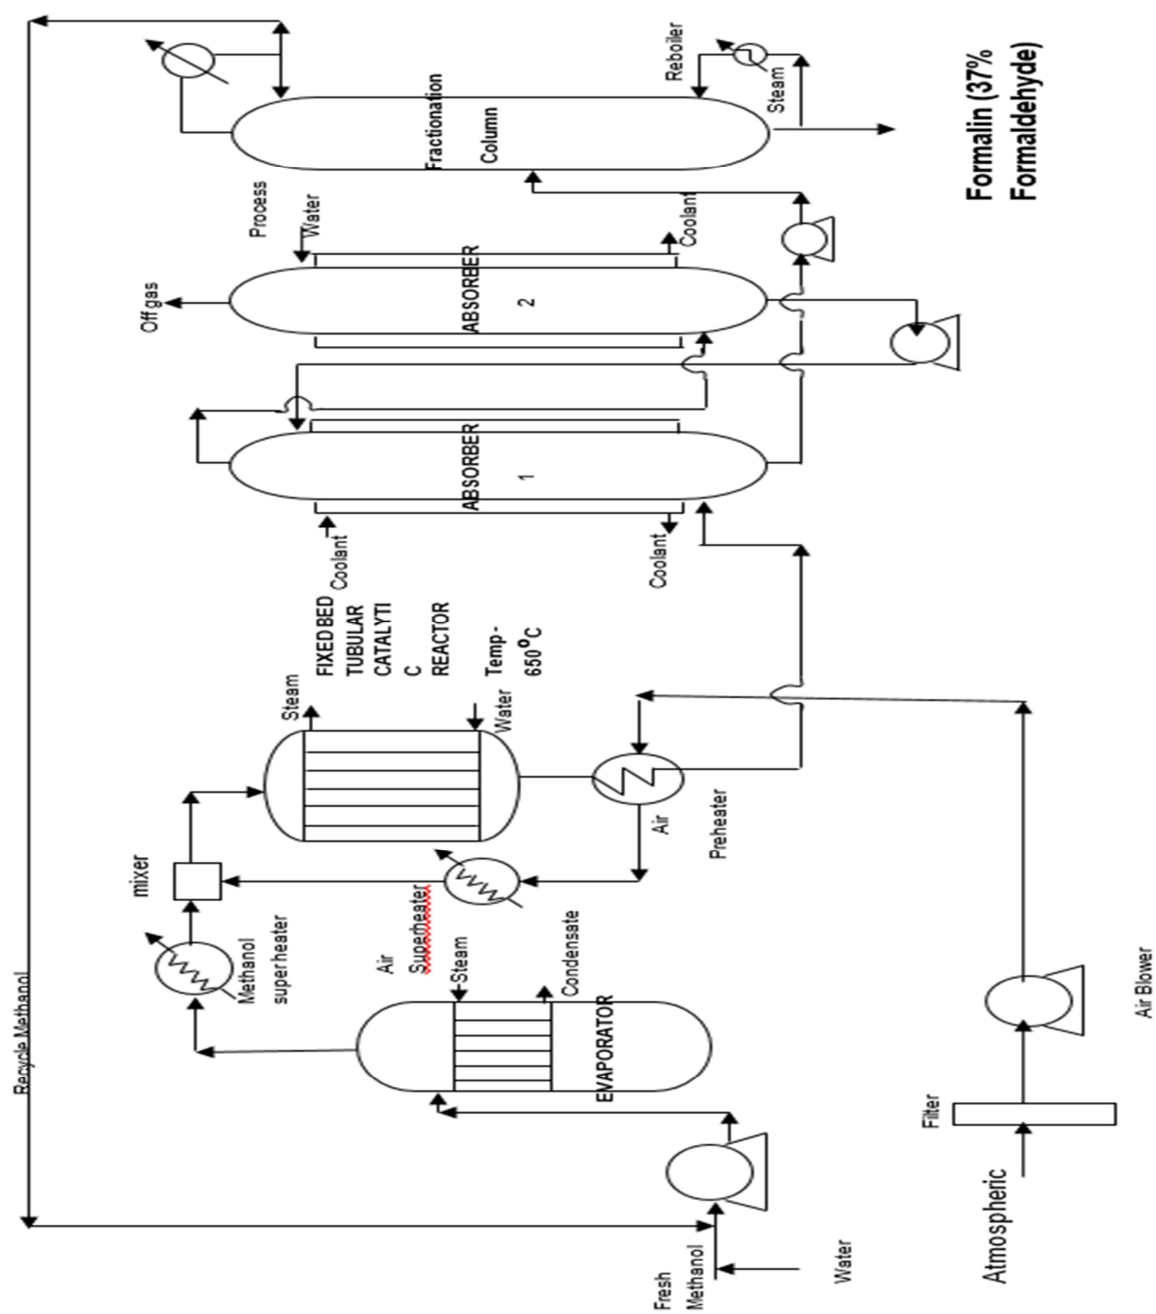 Recycle Methanol
Fresh
Methanol
Water
Atmospheric
Filter
Air Blower
EVAPORATOR
Steam
Condensate
Methanol
superheater
mixer
Air
Superheater
Air
Preheater
Steam
Water
FIXED BED
TUBULAR
CATALYTI
C
REACTOR
Temp -
650°C
Coolant
Coolant
ABSORBER
1
Off gas
ABSORBER
2
Process
Water
Coolant
Fractionation
Column
Reboiler
Steam
Formalin (37%
Formaldehyde)